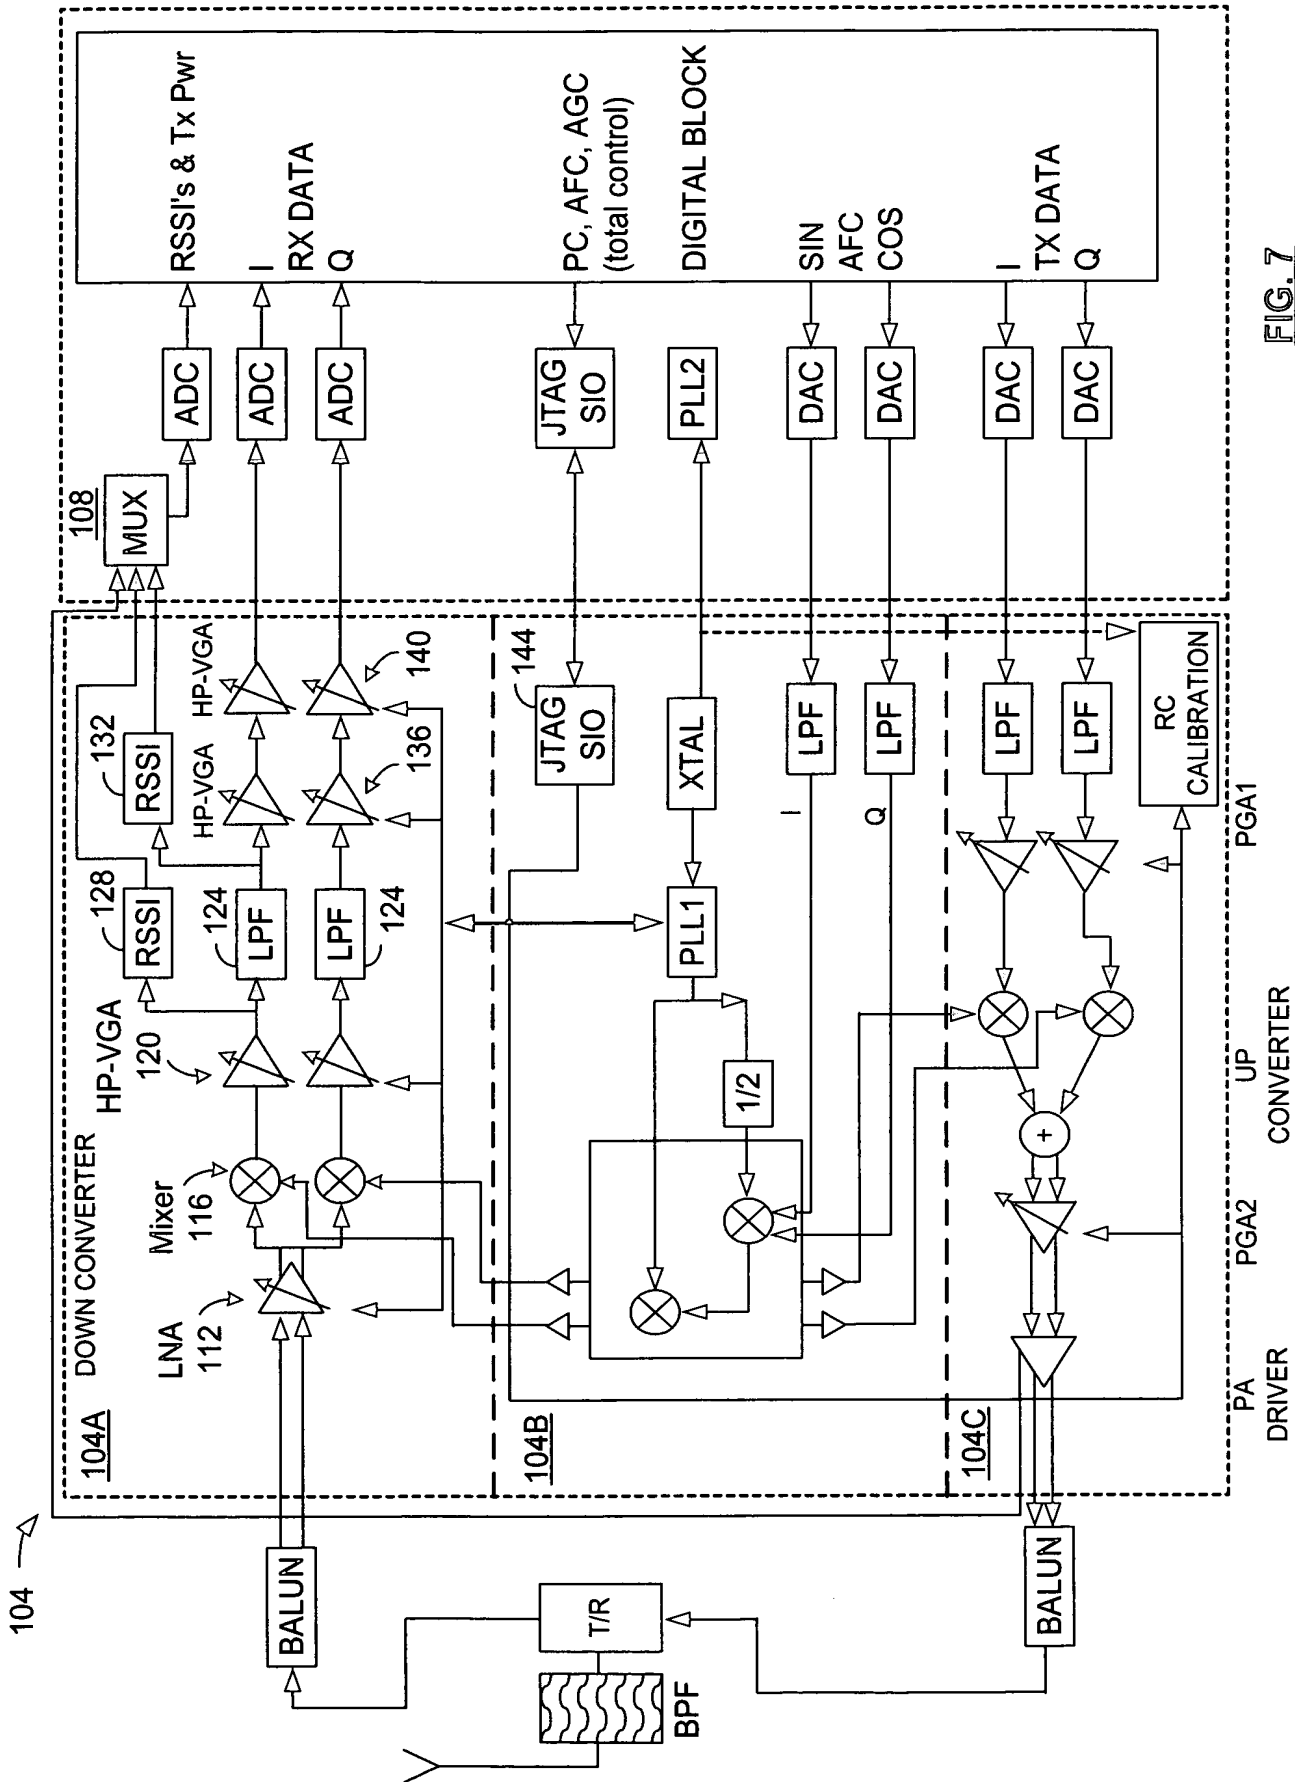 104
104A
DOWN CONVERTER
LNA
112
Mixer
116
HP-VGA
120
128
RSSI
132
RSSI
124
LPF
LPF
124
HP-VGA
HP-VGA
136
140
108
MUX
ADC
ADC
ADC
RSSI's & Tx Pwr
I
RX DATA
Q
BALUN
104B
1/2
PLL1
XTAL
144
JTAG
SIO
JTAG
SIO
PLL2
PC, AFC, AGC
(total control)
DIGITAL BLOCK
T/R
BPF
I
Q
LPF
LPF
DAC
DAC
SIN
AFC
COS
104C
BALUN
+
LPF
LPF
DAC
DAC
I
TX DATA
Q
RC
CALIBRATION
PA
DRIVER
PGA2
UP
CONVERTER
PGA1
FIG. 7